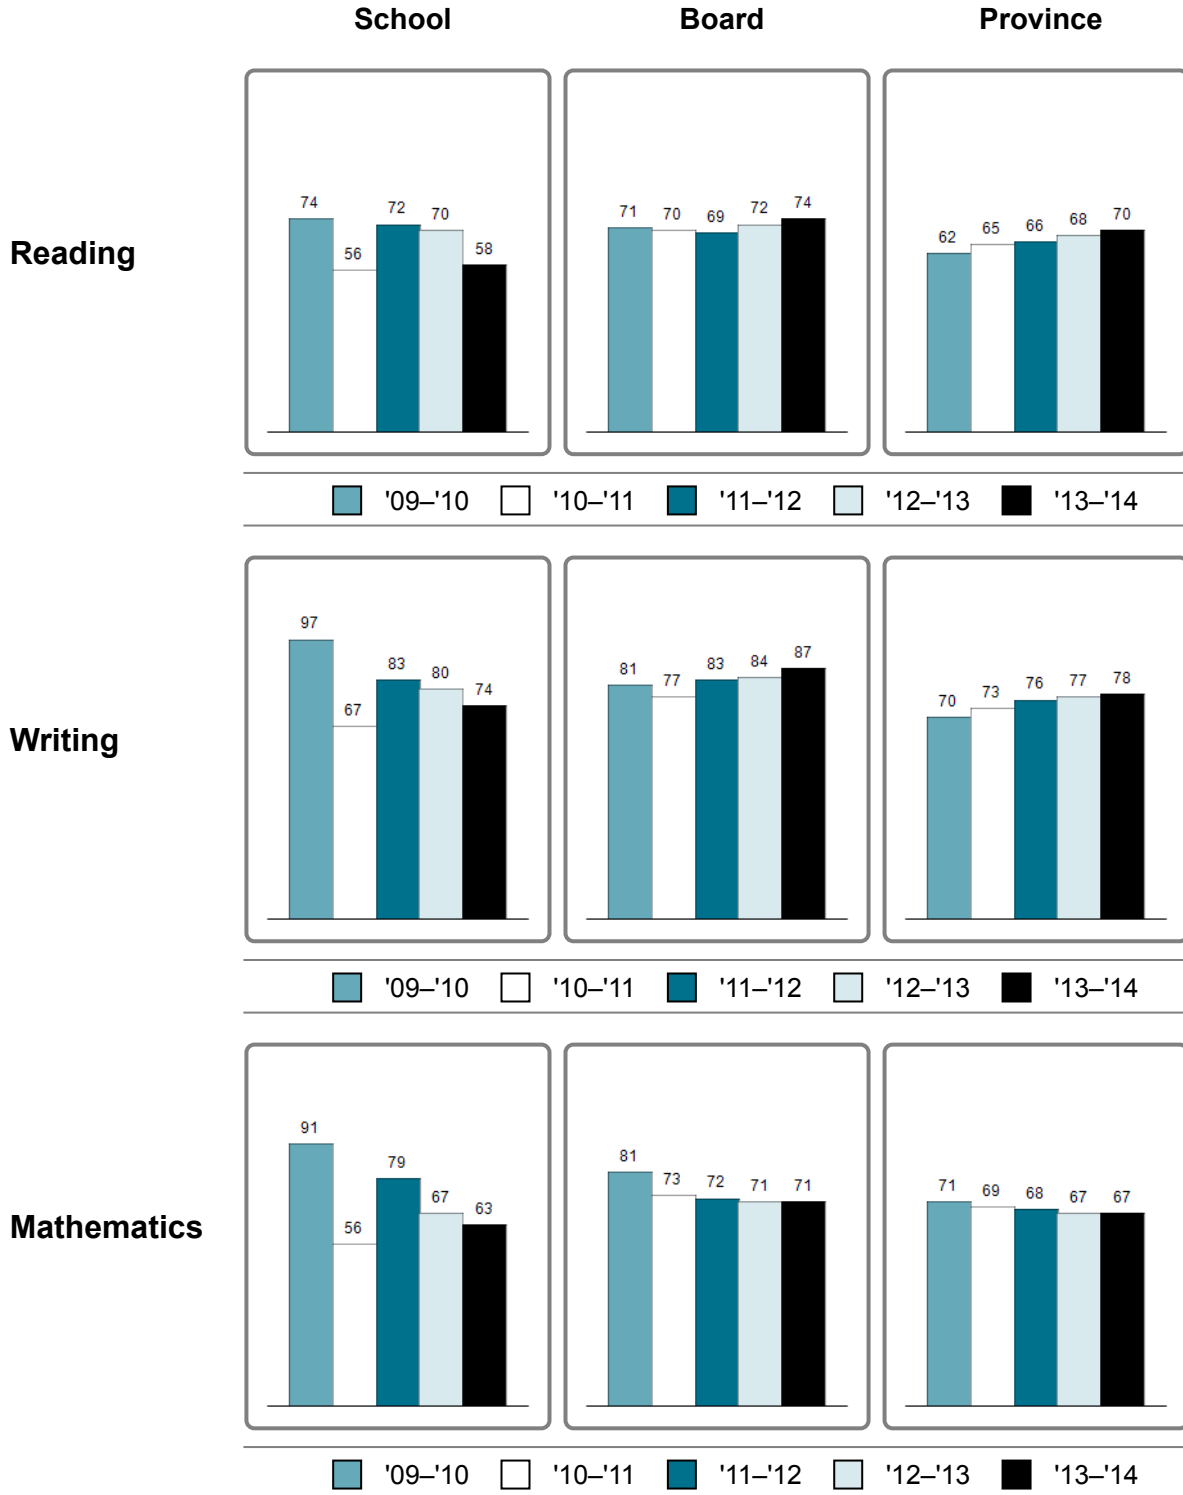 School Board Province
Reading
74 56 72 70 58
71 70 69 72 74
62 65 66 68 70
'09–'10 '10–'11 '11–'12 '12–'13 '13–'14
Writing
97 67 83 80 74
81 77 83 84 87
70 73 76 77 78
'09–'10 '10–'11 '11–'12 '12–'13 '13–'14
Mathematics
91 56 79 67 63
81 73 72 71 71
71 69 68 67 67
'09–'10 '10–'11 '11–'12 '12–'13 '13–'14